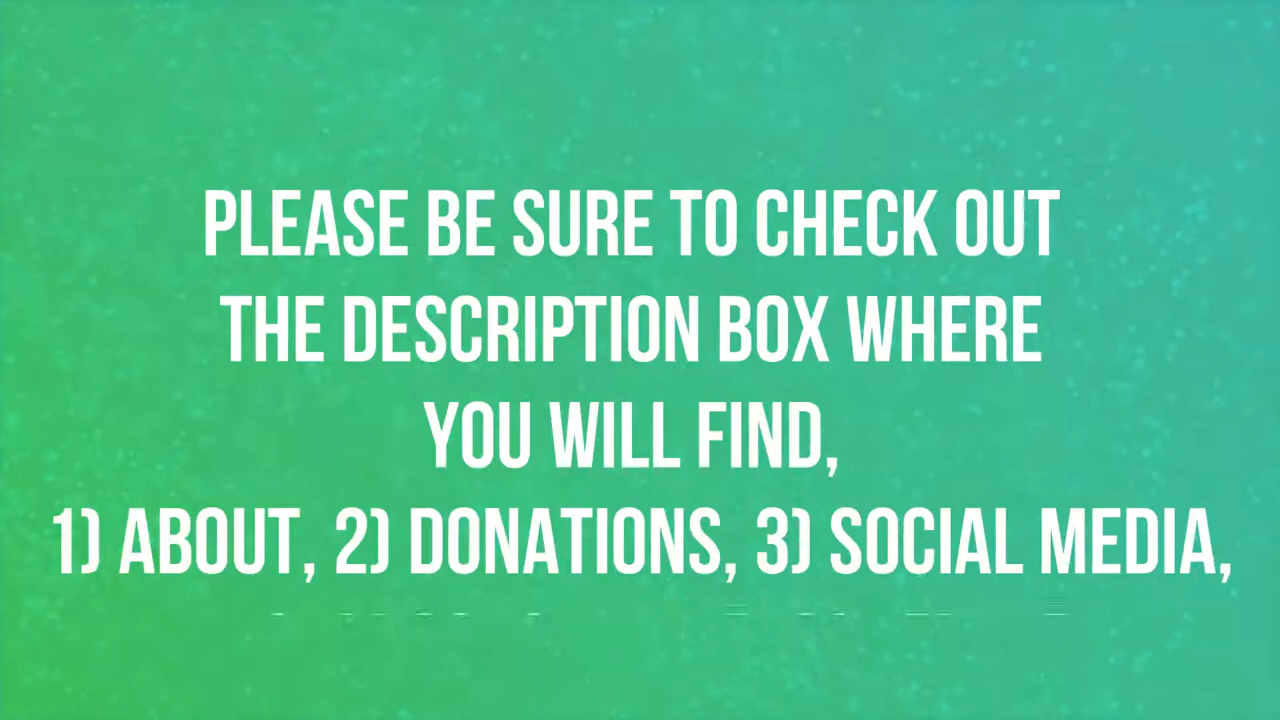 PLEASE BE SURE TO CHECK OUT
THE DESCRIPTION BOX WHERE
YOU WILL FIND,
1) ABOUT, 2) DONATIONS, 3) SOCIAL MEDIA,